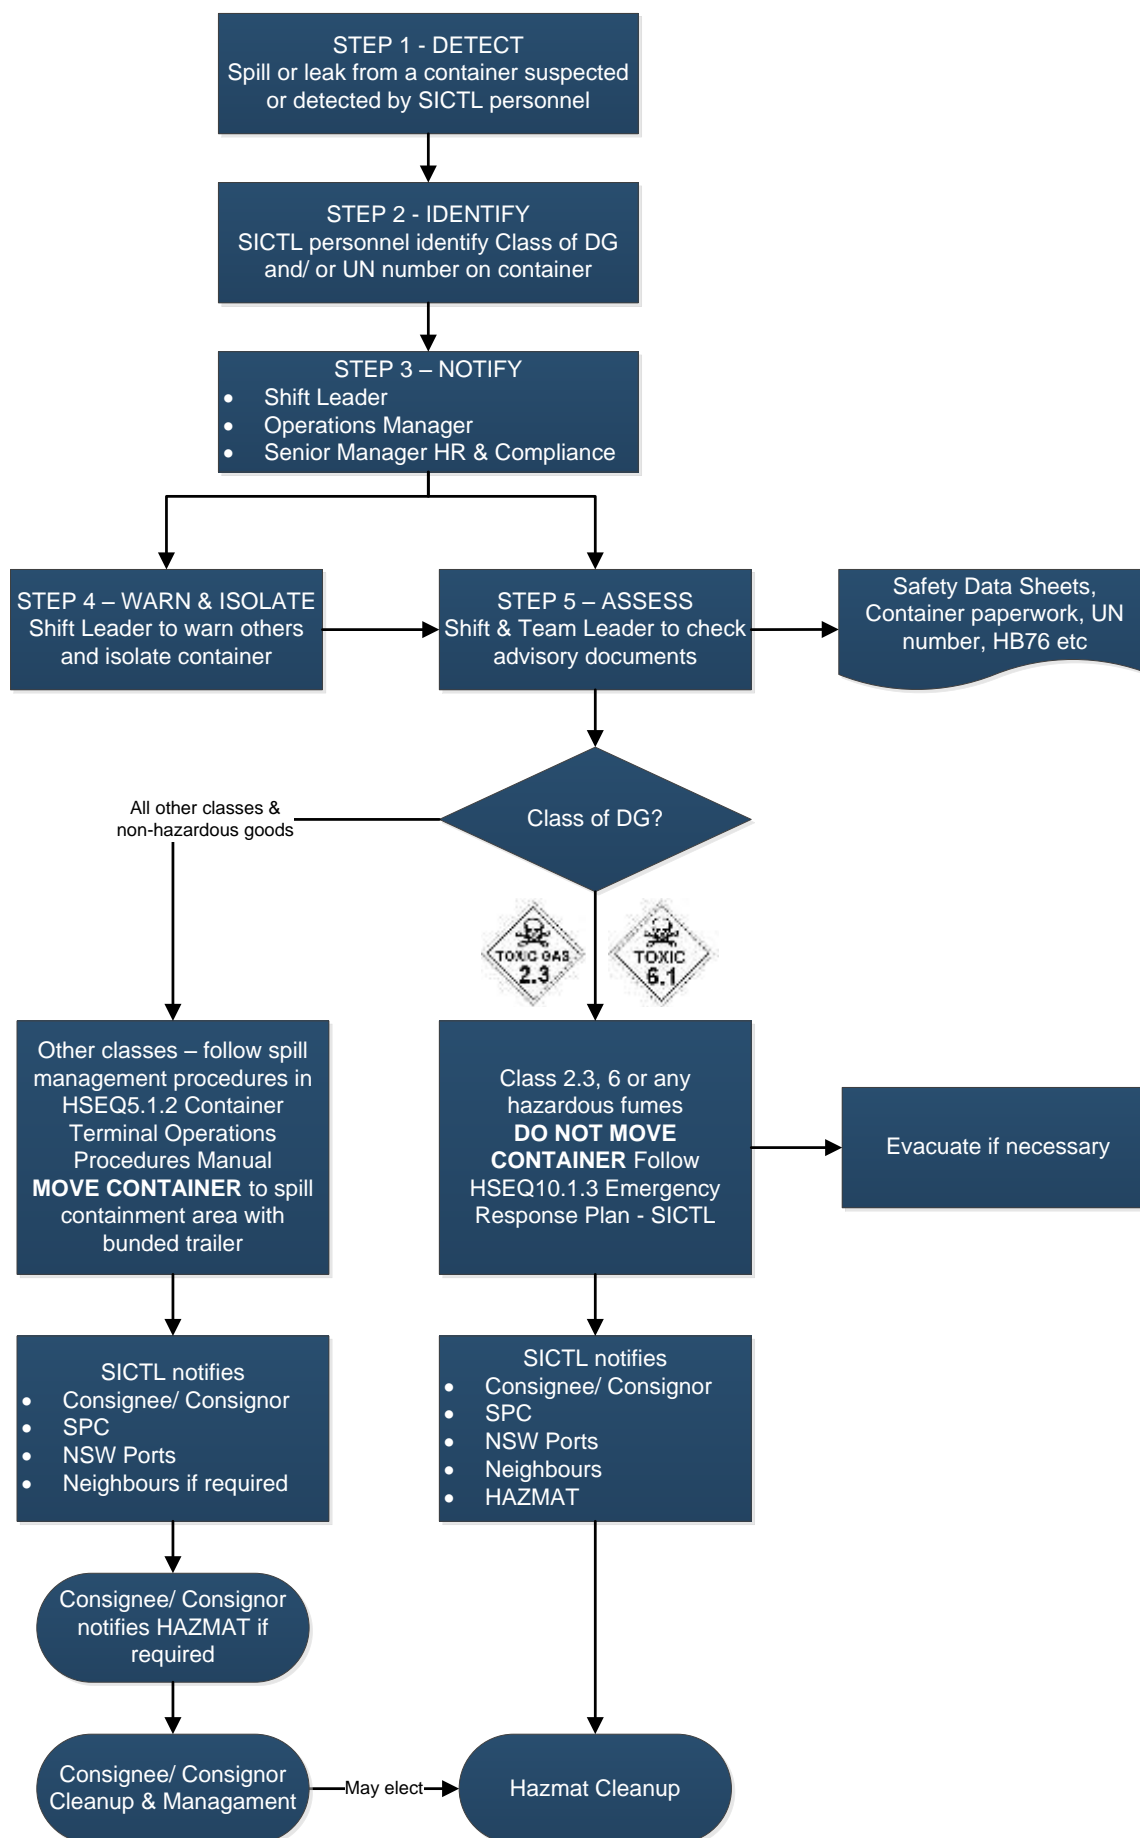 STEP 1 - DETECT
Spill or leak from a container suspected
or detected by SICTL personnel
STEP 2 - IDENTIFY
SICTL personnel identify Class of DG
and/ or UN number on container
STEP 3 – NOTIFY
• Shift Leader
• Operations Manager
• Senior Manager HR & Compliance
STEP 4 – WARN & ISOLATE
Shift Leader to warn others
and isolate container
STEP 5 – ASSESS
Shift & Team Leader to check
advisory documents
Safety Data Sheets,
Container paperwork, UN
number, HB76 etc
Class of DG?
All other classes &
non-hazardous goods
TOXIC GAS
2.3
TOXIC
6.1
Other classes – follow spill
management procedures in
HSEQ5.1.2 Container
Terminal Operations
Procedures Manual
MOVE CONTAINER to spill
containment area with
bunded trailer
Class 2.3, 6 or any
hazardous fumes
DO NOT MOVE
CONTAINER Follow
HSEQ10.1.3 Emergency
Response Plan - SICTL
Evacuate if necessary
SICTL notifies
• Consignee/ Consignor
• SPC
• NSW Ports
• Neighbours if required
SICTL notifies
• Consignee/ Consignor
• SPC
• NSW Ports
• Neighbours
• HAZMAT
Consignee/ Consignor
notifies HAZMAT if
required
Consignee/ Consignor
Cleanup & Managament
May elect
Hazmat Cleanup